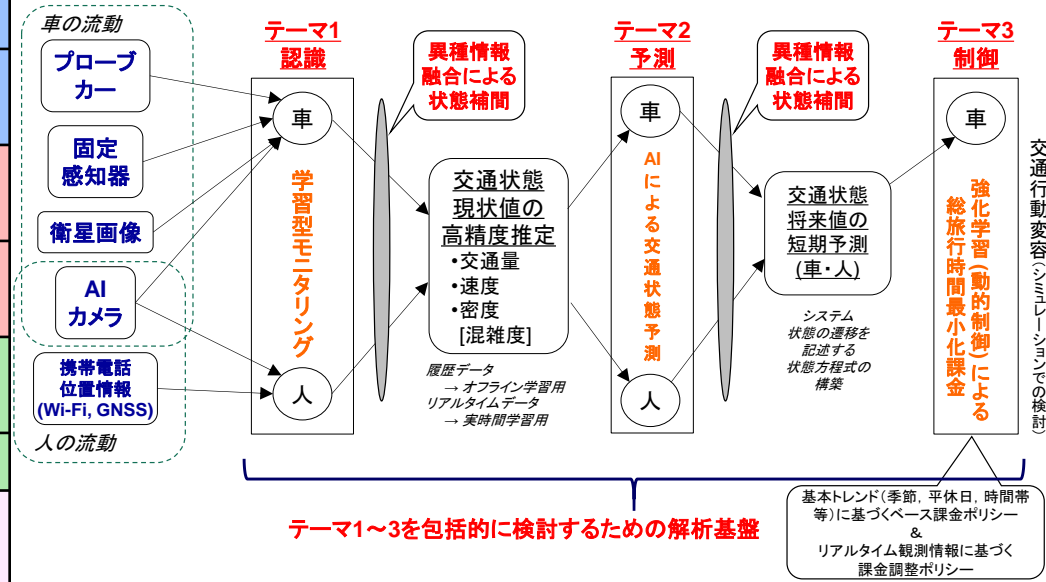 車の流動
プローブ
カー
固定
感知器
衛星画像
AI
カメラ
携帯電話
位置情報
(Wi-Fi, GNSS)
人の流動
テーマ1
認識
車
学習型モニタリング
人
異種情報
融合による
状態補間
交通状態
現状値の
高精度推定
•交通量
•速度
•密度
[混雑度]
履歴データ
→ オフライン学習用
リアルタイムデータ
→ 実時間学習用
テーマ2
予測
車
AIによる交通状態予測
人
異種情報
融合による
状態補間
交通状態
将来値の
短期予測
(車・人)
システム
状態の遷移を
記述する
状態方程式の
構築
テーマ3
制御
車
強化学習(動的制御)による
総旅行時間最小化課金
交通行動変容(シミュレーションでの検討)
テーマ1～3を包括的に検討するための解析基盤
基本トレンド(季節, 平休日, 時間帯
等)に基づくベース課金ポリシー
&
リアルタイム観測情報に基づく
課金調整ポリシー